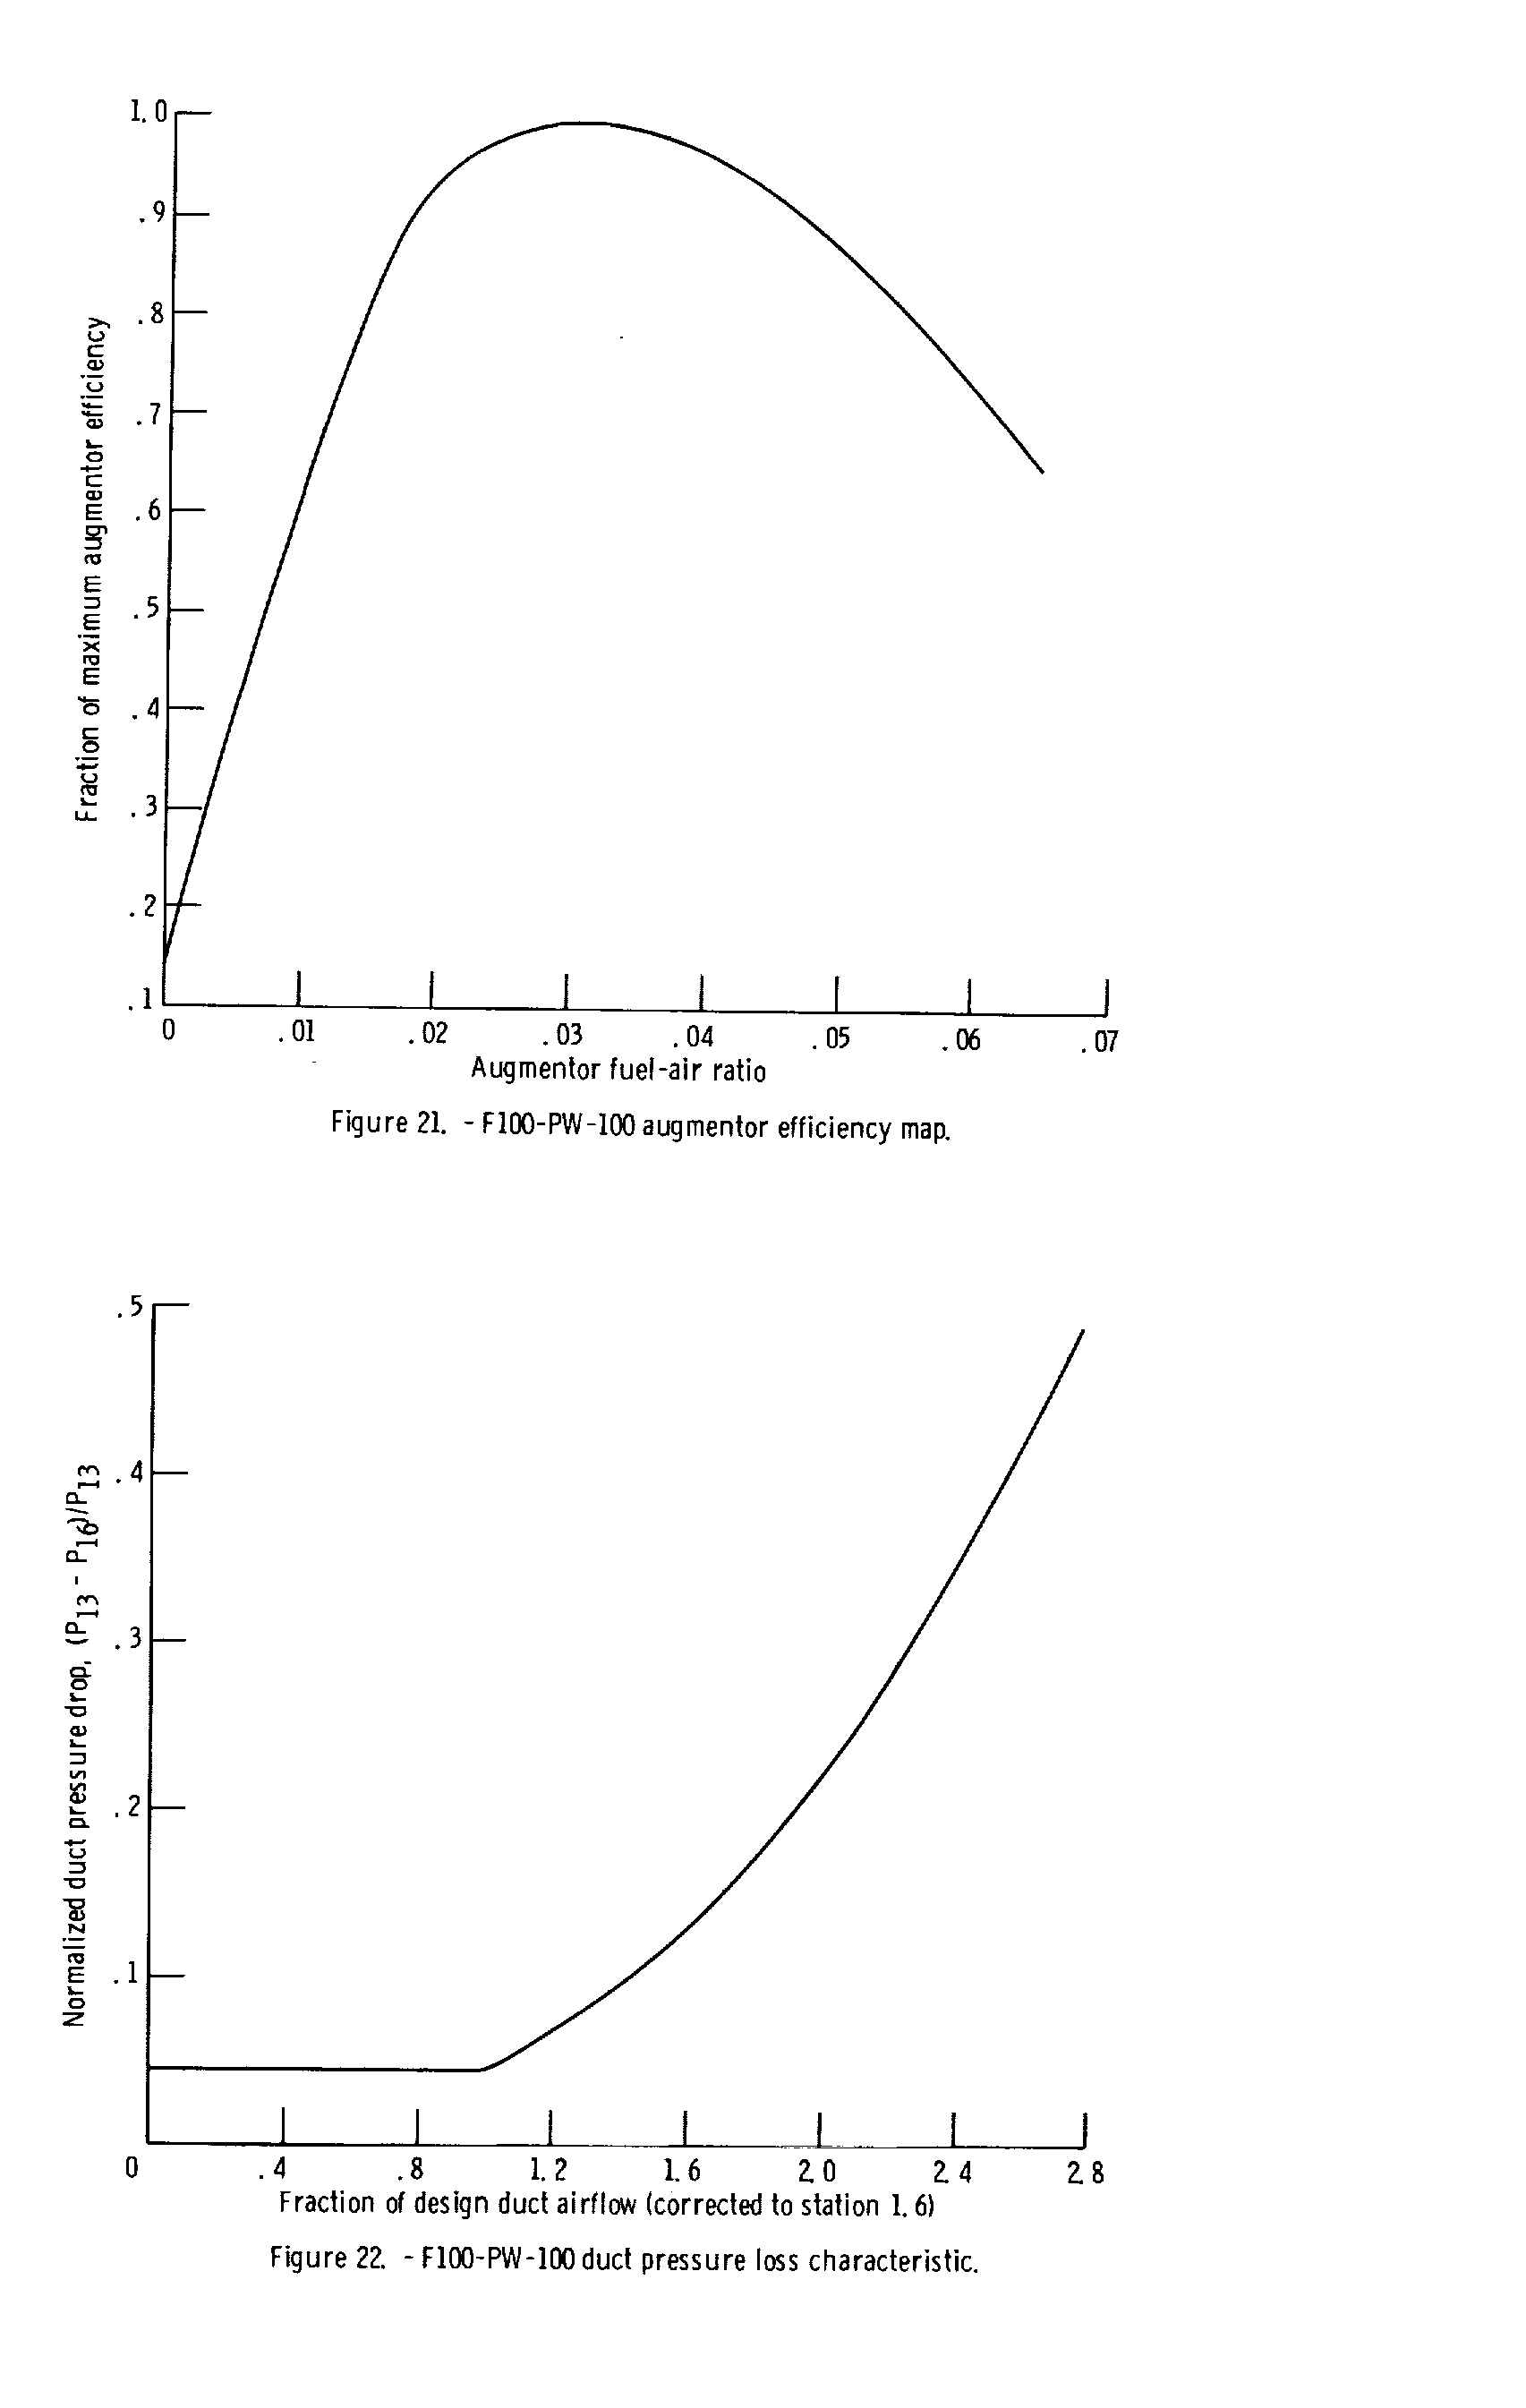 1.0
.9
.8
.7
.6
.5
.4
.3
.2
.1
Fraction of maximum augmentor efficiency
0 .01 .02 .03 .04 .05 .06 .07
Augmentor fuel-air ratio
Figure 21. - F100-PW-100 augmentor efficiency map.
.5
.4
.3
.2
.1
Normalized duct pressure drop, (P13 - P16)/P13
0 .4 .8 1.2 1.6 2.0 2.4 2.8
Fraction of design duct airflow (corrected to station 1.6)
Figure 22. - F100-PW-100 duct pressure loss characteristic.